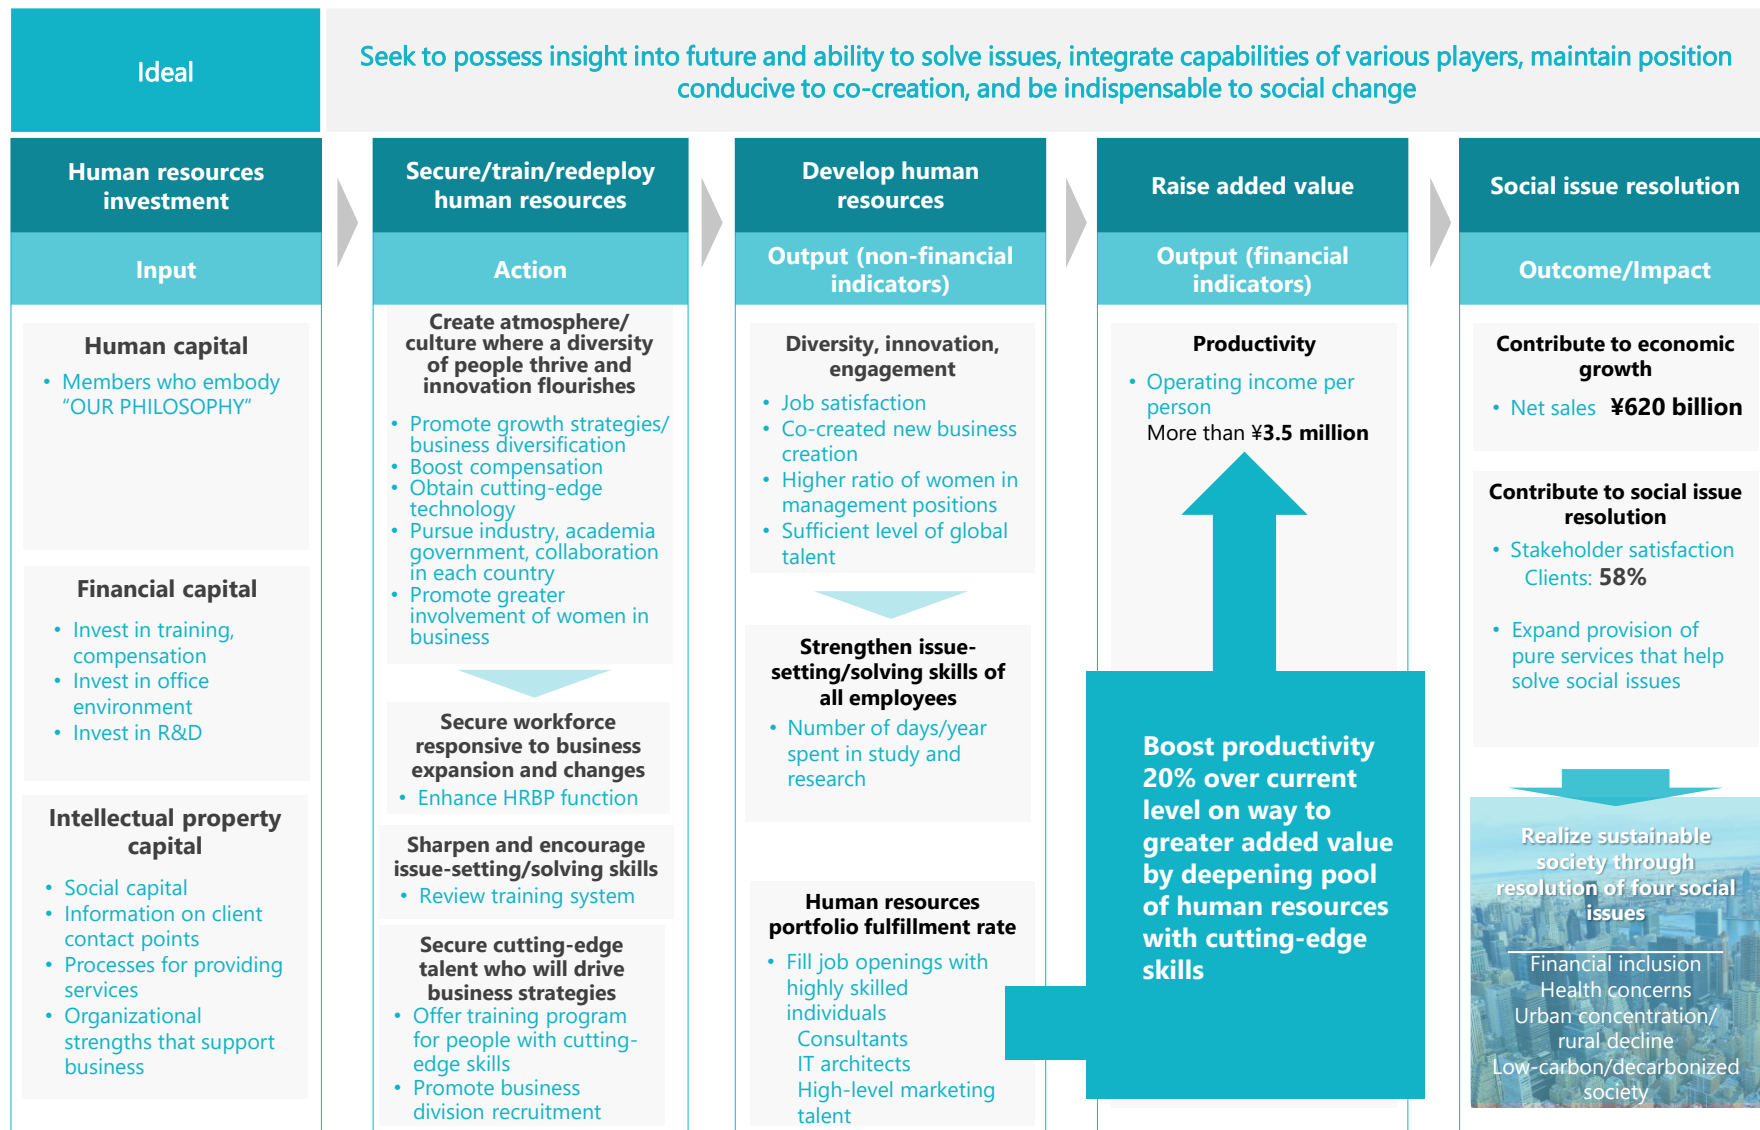 Ideal
Seek to possess insight into future and ability to solve issues, integrate capabilities of various players, maintain position
conducive to co-creation, and be indispensable to social change
Human resources
investment
Input
Human capital
• Members who embody
“OUR PHILOSOPHY”
Financial capital
• Invest in training,
compensation
• Invest in office
environment
• Invest in R&D
Intellectual property
capital
• Social capital
• Information on client
contact points
• Processes for providing
services
• Organizational
strengths that support
business
Secure/train/redeploy
human resources
Action
Create atmosphere/
culture where a diversity
of people thrive and
innovation flourishes
• Promote growth strategies/
business diversification
• Boost compensation
• Obtain cutting-edge
technology
• Pursue industry, academia
government, collaboration
in each country
• Promote greater
involvement of women in
business
Secure workforce
responsive to business
expansion and changes
• Enhance HRBP function
Sharpen and encourage
issue-setting/solving skills
• Review training system
Secure cutting-edge
talent who will drive
business strategies
• Offer training program
for people with cutting-
edge skills
• Promote business
division recruitment
Develop human
resources
Output (non-financial
indicators)
Diversity, innovation,
engagement
• Job satisfaction
• Co-created new business
creation
• Higher ratio of women in
management positions
• Sufficient level of global
talent
Strengthen issue-
setting/solving skills of
all employees
• Number of days/year
spent in study and
research
Human resources
portfolio fulfillment rate
• Fill job openings with
highly skilled
individuals
Consultants
IT architects
High-level marketing
talent
Raise added value
Output (financial
indicators)
Productivity
• Operating income per
person
More than ¥3.5 million
Boost productivity
20% over current
level on way to
greater added value
by deepening pool
of human resources
with cutting-edge
skills
Social issue resolution
Outcome/Impact
Contribute to economic
growth
• Net sales ¥620 billion
Contribute to social issue
resolution
• Stakeholder satisfaction
Clients: 58%
• Expand provision of
pure services that help
solve social issues
Realize sustainable
society through
resolution of four social
issues
Financial inclusion
Health concerns
Urban concentration/
rural decline
Low-carbon/decarbonized
society